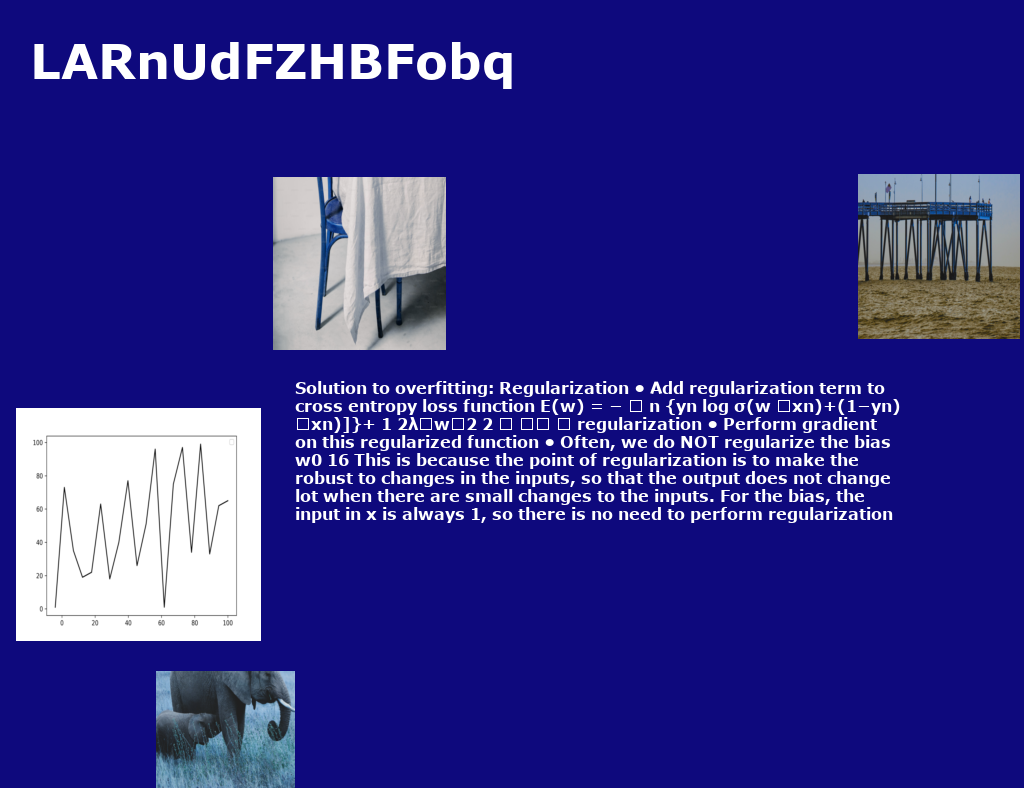 LARnUdFZHBFobq
Solution to overfitting: Regularization ● Add regularization term to
cross entropy loss function E(w) = − □ n {yn log σ(w □xn)+(1−yn)
□xn)]}+ 1 2λ□w□2 2 □ □□ □ regularization ● Perform gradient
on this regularized function ● Often, we do NOT regularize the bias
w0 16 This is because the point of regularization is to make the
robust to changes in the inputs, so that the output does not change
lot when there are small changes to the inputs. For the bias, the
input in x is always 1, so there is no need to perform regularization
100
80
60
40
20
0
0 20 40 60 80 100